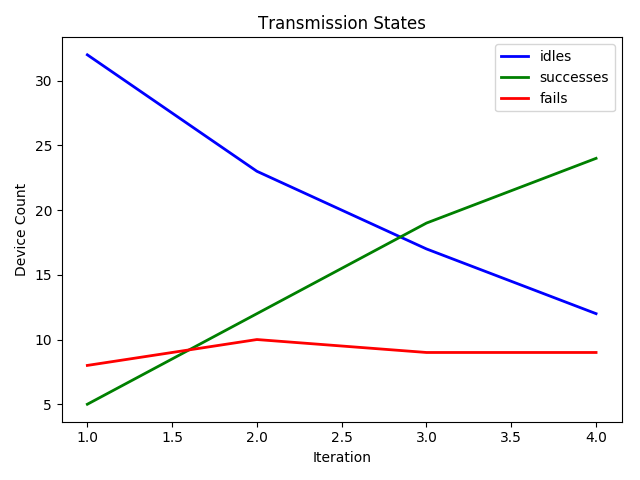 Transmission States
idles
successes
fails
30
25
20
15
10
5
Device Count
1.0 1.5 2.0 2.5 3.0 3.5 4.0
Iteration